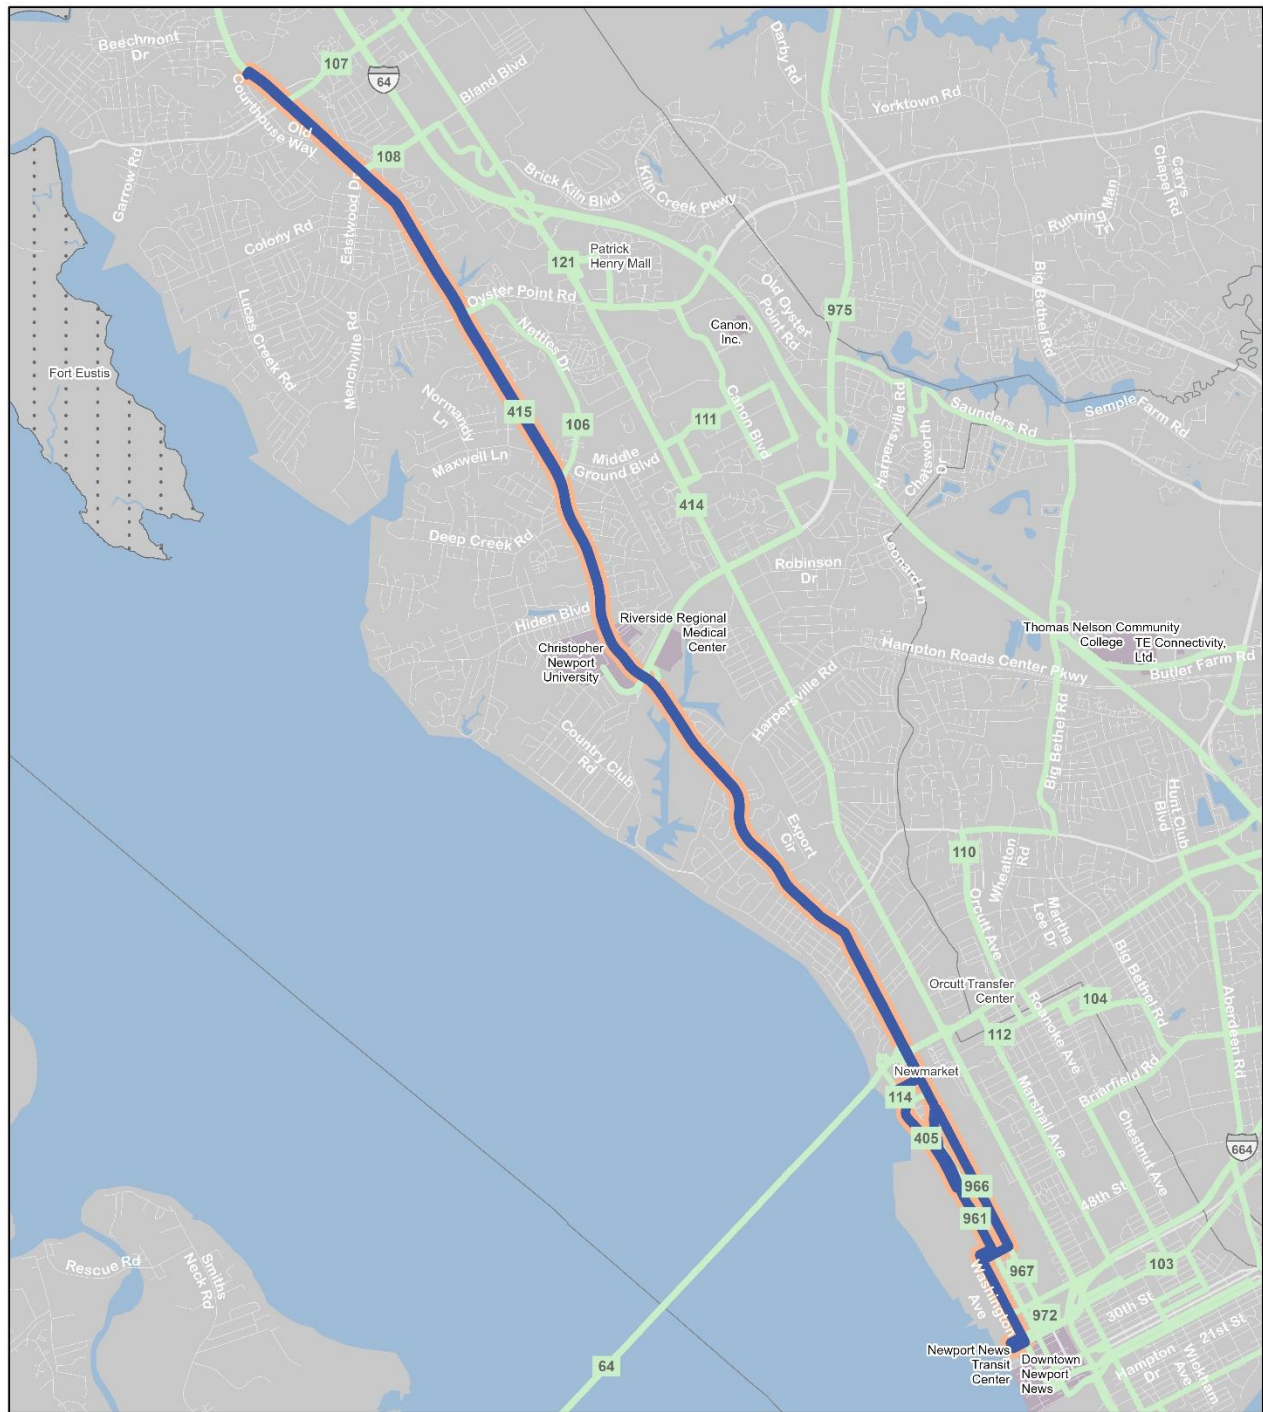 Beechmont
Dr
107
64
Bland Blvd
Darby Rd
Yorktown Rd
Courthouse Way
Old
108
Garrow Rd
Eastwood Dr
Colony Rd
Brick Kiln Blvd
Kiln Creek Pkwy
Cary's
Chapel Rd
Running Man
Trl
121
Patrick
Henry Mall
Oyster Point Rd
Old Oyster
Point Rd
Big Bethel Rd
975
Lucas Creek Rd
Menchville Rd
Nettles Dr
Canon,
Inc.
Fort Eustis
Normandy
Ln
415
106
111
Canon Blvd
Harpersville Rd
Chatsworth
Dr
Saunders Rd
Semple Farm Rd
Maxwell Ln
Middle
Ground Blvd
414
Deep Creek Rd
Robinson
Dr
Leonard Ln
Hiden Blvd
Riverside Regional
Medical
Center
Christopher
Newport
University
Thomas Nelson Community
College
TE Connectivity,
Ltd.
Hampton Roads Center Pkwy
Butler Farm Rd
Harpersville Rd
Big Bethel Rd
Country Club
Rd
Export
Cir
Hunt Club
Blvd
110
Whealton
Rd
Orcutt Ave
Martha
Lee Dr
Big Bethel Rd
Orcutt Transfer
Center
104
112
Roanoke Ave
Aberdeen Rd
Newmarket
114
405
Marshall Ave
Briarfield Rd
Chestnut Ave
664
966
48th St
961
967
103
Rescue Rd
Smiths
Neck Rd
Washington
Ave
972
30th St
21st St
Newport News
Transit
Center
Downtown
Newport
News
Hampton
Dr
Wickham
Ave
64